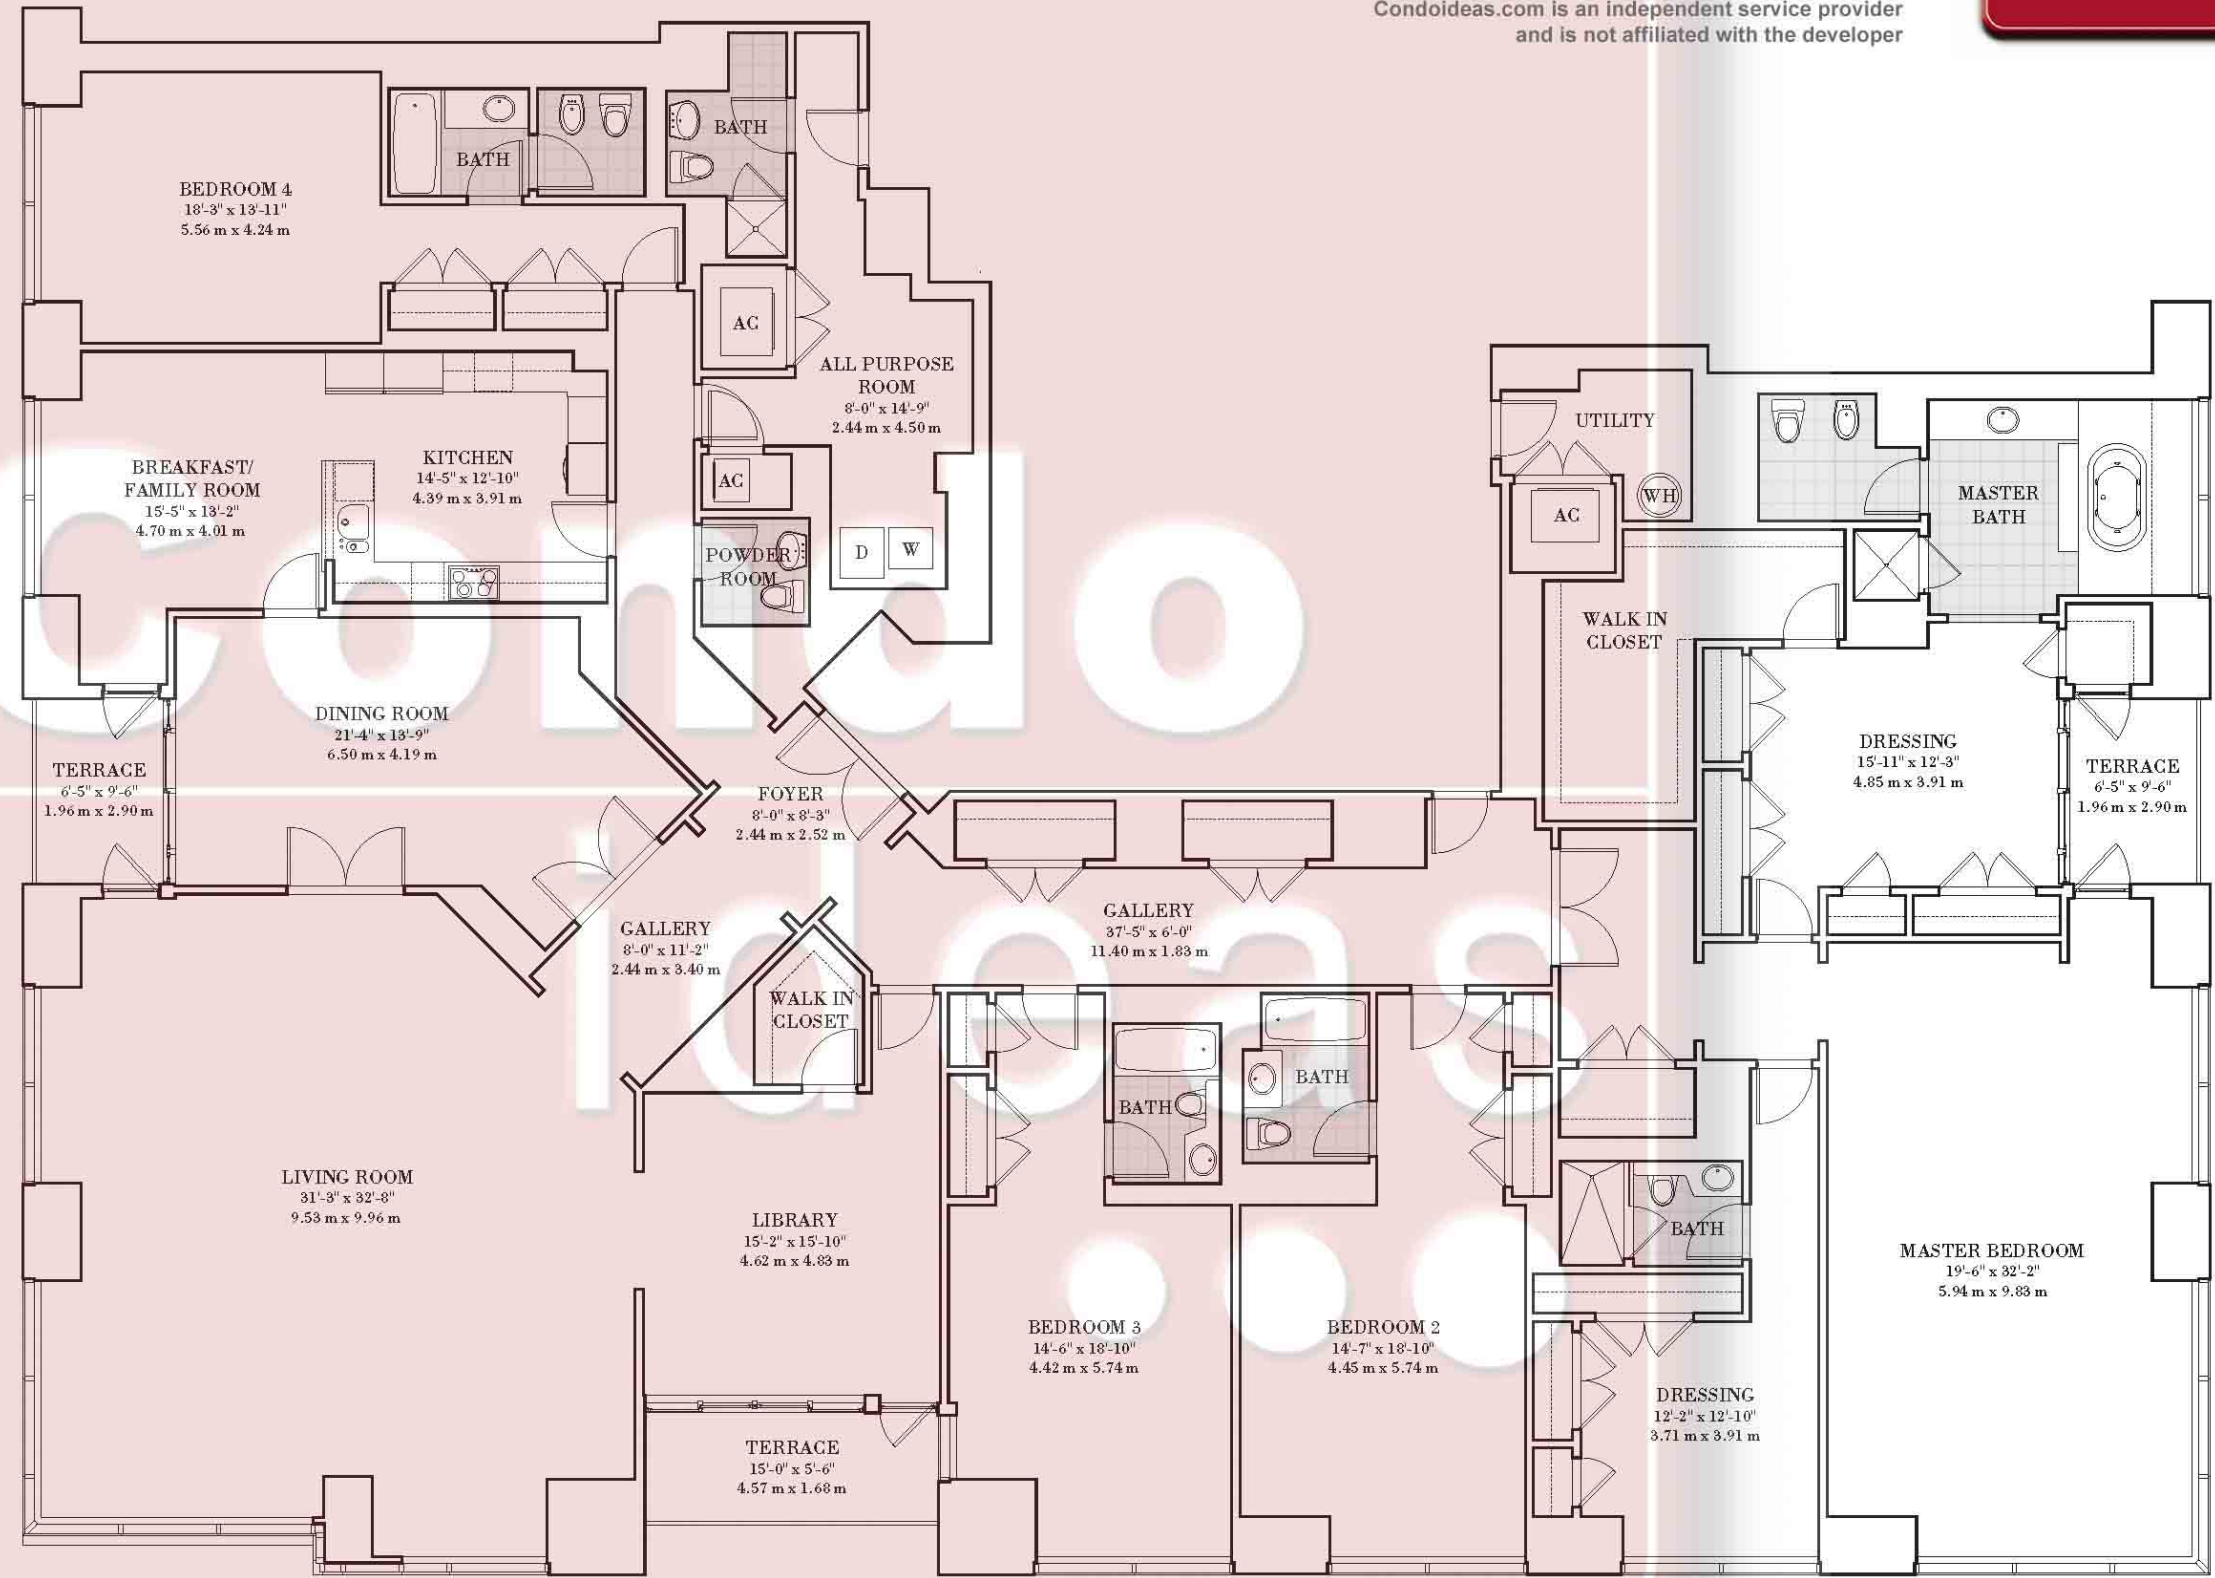 Condoideas.com is an independent service provider
and is not affiliated with the developer
BATH
BATH
BEDROOM 4
18'-3" x 13'-11"
5.56 m x 4.24 m
AC
ALL PURPOSE
ROOM
8'-0" x 14'-9"
2.44 m x 4.50 m
UTILITY
WH
AC
BREAKFAST/
FAMILY ROOM
15'-5" x 13'-2"
4.70 m x 4.01 m
KITCHEN
14'-5" x 12'-10"
4.39 m x 3.91 m
AC
MASTER
BATH
POWDER
ROOM
D
W
WALK IN
CLOSET
Condo
ideas
DINING ROOM
21'-4" x 13'-9"
6.50 m x 4.19 m
TERRACE
6'-5" x 9'-6"
1.96 m x 2.90 m
FOYER
8'-0" x 8'-3"
2.44 m x 2.52 m
DRESSING
15'-11" x 12'-3"
4.85 m x 3.91 m
TERRACE
6'-5" x 9'-6"
1.96 m x 2.90 m
GALLERY
8'-0" x 11'-2"
2.44 m x 3.40 m
GALLERY
37'-5" x 6'-0"
11.40 m x 1.83 m
WALK IN
CLOSET
BATH
BATH
LIVING ROOM
31'-3" x 32'-8"
9.53 m x 9.96 m
LIBRARY
15'-2" x 15'-10"
4.62 m x 4.83 m
BATH
MASTER BEDROOM
19'-6" x 32'-2"
5.94 m x 9.83 m
BEDROOM 3
14'-6" x 18'-10"
4.42 m x 5.74 m
BEDROOM 2
14'-7" x 18'-10"
4.45 m x 5.74 m
DRESSING
12'-2" x 12'-10"
3.71 m x 3.91 m
TERRACE
15'-0" x 5'-6"
4.57 m x 1.68 m